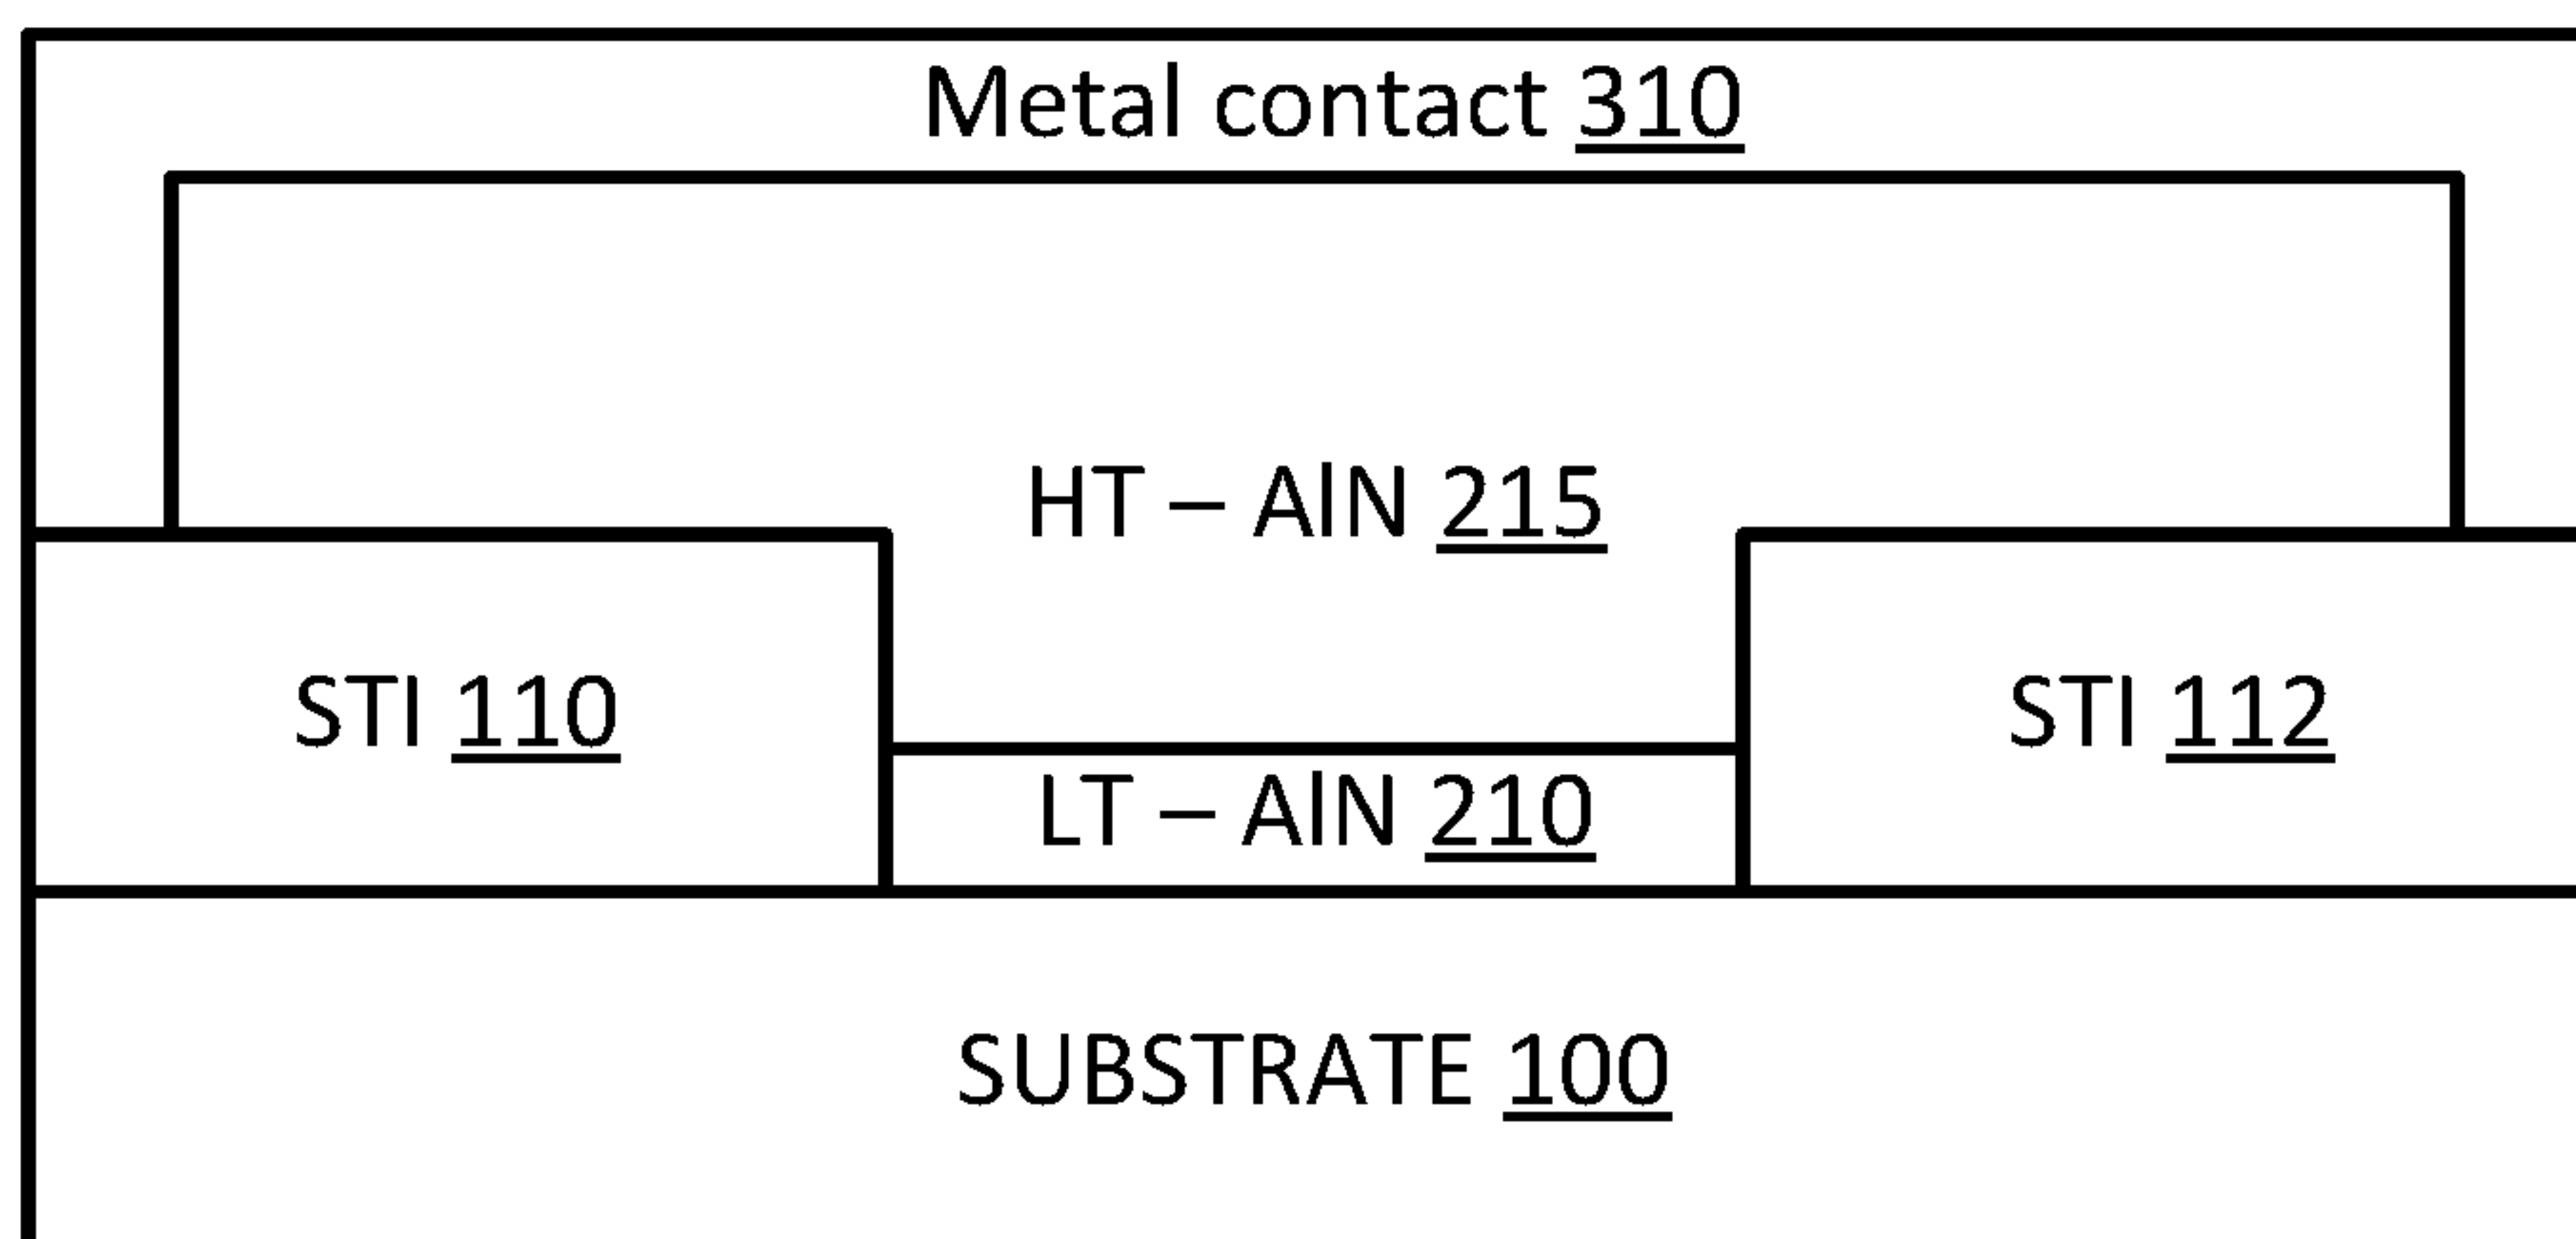 Metal contact 310
HT – AlN 215
STI 110
STI 112
LT – AlN 210
SUBSTRATE 100